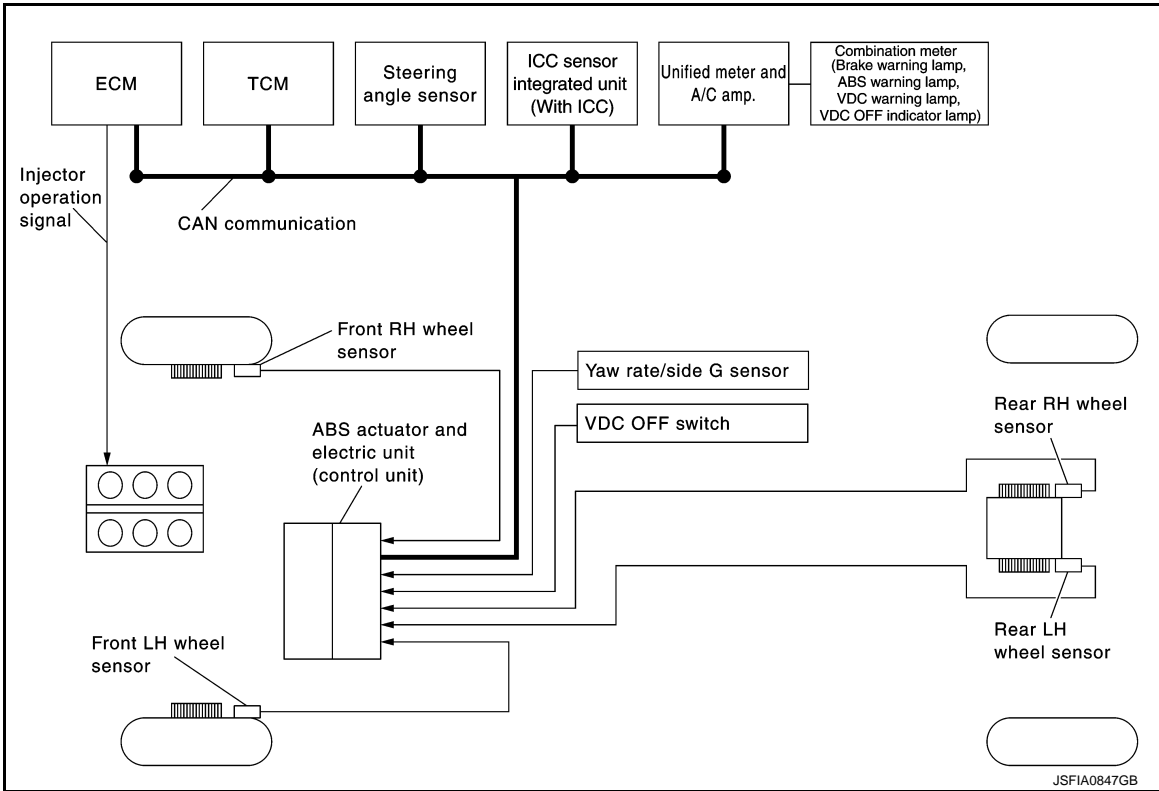 ECM
TCM
Steering
angle sensor
ICC sensor
integrated unit
(With ICC)
Unified meter and
A/C amp.
Combination meter
(Brake warning lamp,
ABS warning lamp,
VDC warning lamp,
VDC OFF indicator lamp)
Injector
operation
signal
CAN communication
Front RH wheel
sensor
Yaw rate/side G sensor
VDC OFF switch
ABS actuator and
electric unit
(control unit)
Rear RH wheel
sensor
Front LH wheel
sensor
Rear LH
wheel sensor
JSFIA0847GB